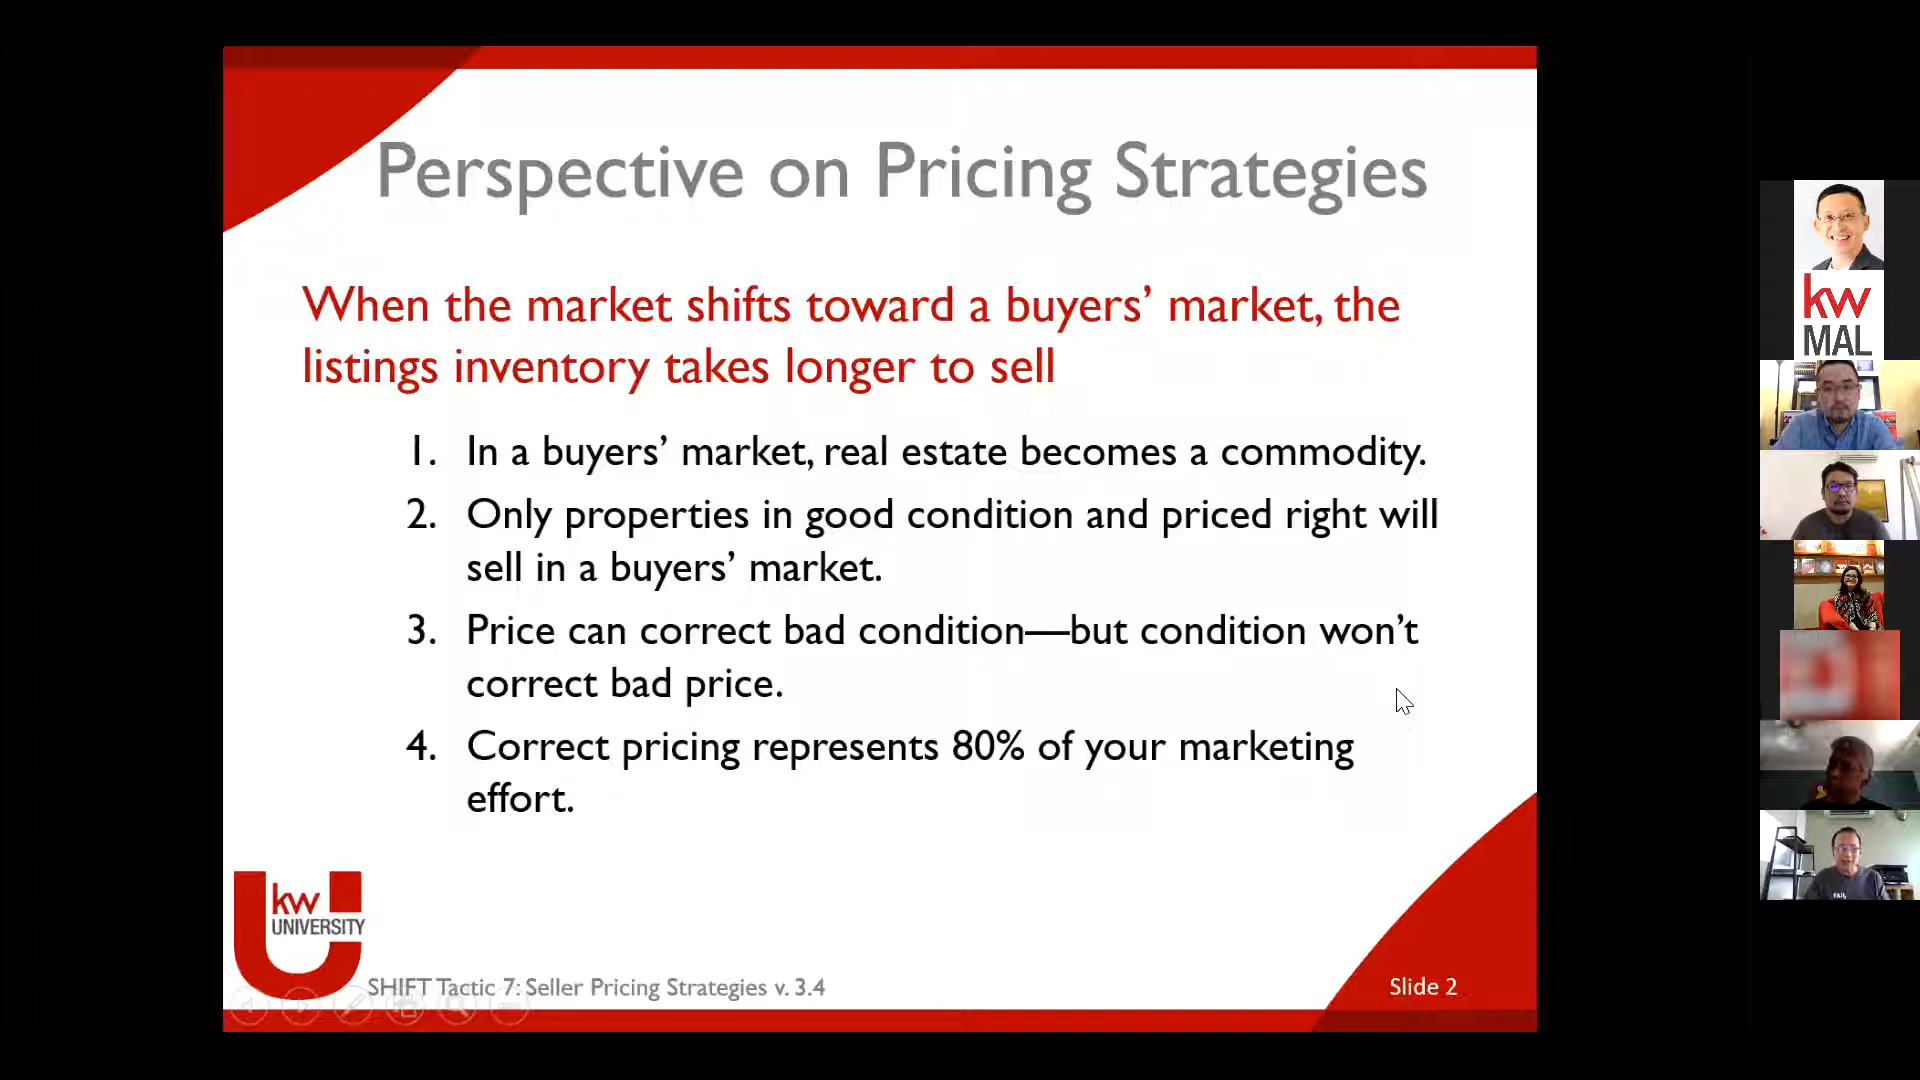 Perspective on Pricing Strategies
When the market shifts toward a buyers’ market, the
listings inventory takes longer to sell
1. In a buyers’ market, real estate becomes a commodity.
2. Only properties in good condition and priced right will
sell in a buyers’ market.
3. Price can correct bad condition—but condition won’t
correct bad price.
4. Correct pricing represents 80% of your marketing
effort.
kw
UNIVERSITY
SHIFT Tactic 7: Seller Pricing Strategies v. 3.4
Slide 2
kw
MAL